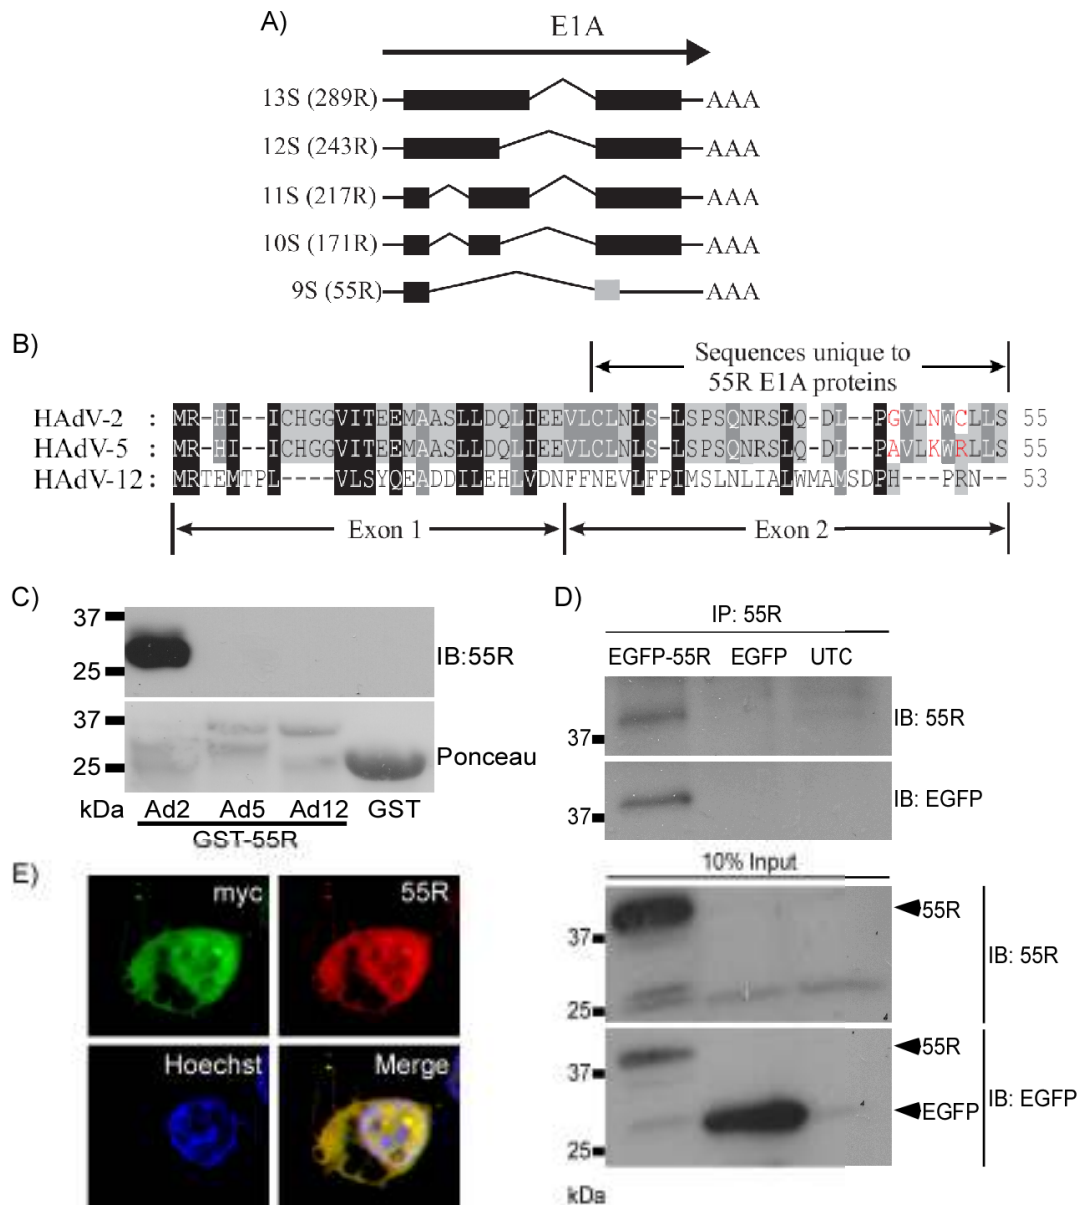 A)
E1A
13S (289R) AAA
12S (243R) AAA
11S (217R) AAA
10S (171R) AAA
9S (55R) AAA
B)
Sequences unique to
55R E1A proteins
HAdV-2 : MR-HI--ICHGGVITEEMAASLLDQLIEEVLCLNLS-LSPSQNRSLQ-DL--PGVLNWCLLS 55
HAdV-5 : MR-HI--ICHGGVITEEMAASLLDQLIEEVLCLNLS-LSPSQNRSLQ-DL--PAVLKWRLLS 55
HAdV-12 : MRTEMTPL----VLSYQEADDILEHLVDNFFNEVLFPIMSLNLIALWMAMSDPH---PRN-- 53
Exon 1
Exon 2
C)
37
25
IB:55R
37
25
Ponceau
kDa Ad2 Ad5 Ad12 GST
GST-55R
D)
IP: 55R
EGFP-55R EGFP UTC
37
IB: 55R
37
IB: EGFP
10% Input
37
25
55R
IB: 55R
37
25
55R
EGFP
IB: EGFP
kDa
E)
myc
55R
Hoechst
Merge